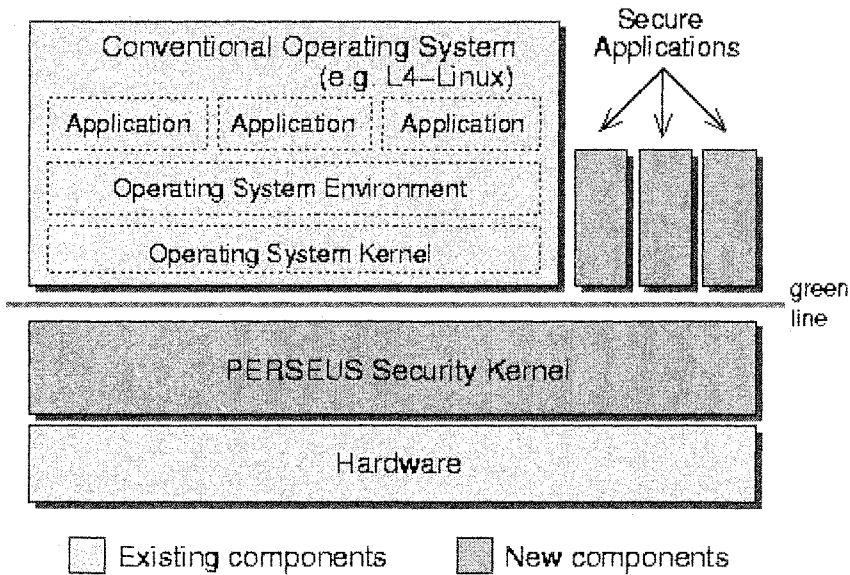 Conventional Operating System
(e.g. L4-Linux)
Secure
Applications
Application
Application
Application
Operating System Environment
Operating System Kernel
green
line
PERSEUS Security Kernel
Hardware
Existing components
New components